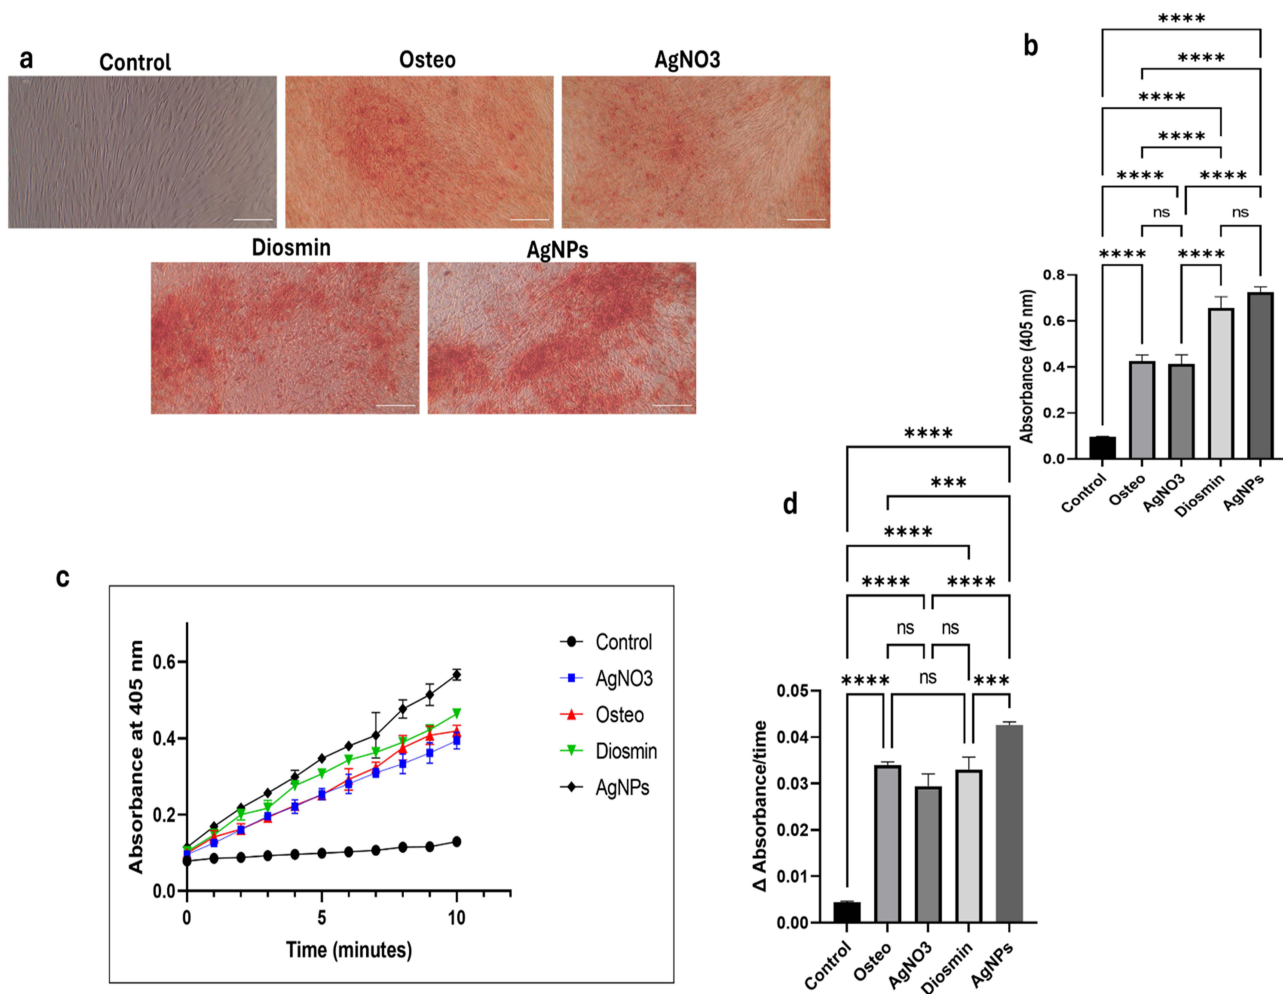 a
Control
Osteo
AgNO3
Diosmin
AgNPs
b
****
****
****
****
**** ****
ns ns
**** ****
Absorbance (405 nm)
0.8
0.6
0.4
0.2
0.0
Control
Osteo
AgNO3
Diosmin
AgNPs
c
Absorbance at 405 nm
0.6
0.4
0.2
0.0
0 5 10
Time (minutes)
Control
AgNO3
Osteo
Diosmin
AgNPs
d
****
***
****
**** ****
ns ns
**** ns ***
Δ Absorbance/time
0.05
0.04
0.03
0.02
0.01
0.00
Control
Osteo
AgNO3
Diosmin
AgNPs